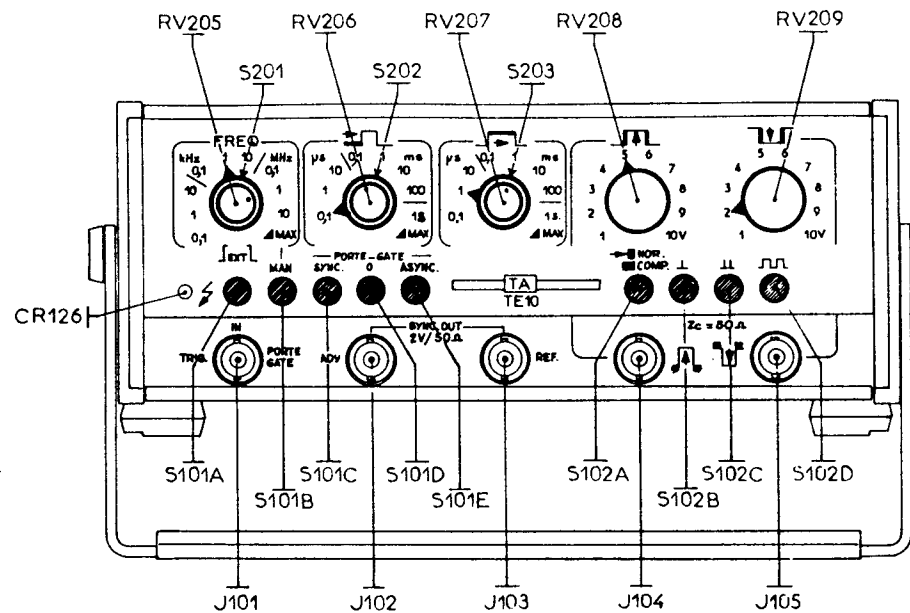 RV205 RV206 RV207 RV208 RV209
S201 S202 S203
FREQ
kHz 0,1 1 10 0,1 MHz
10 1
1 10
0,1 MAX
µs 0,1 1 ms
10 10
1 100
0,1 1s
MAX
µs 0,1 1 ms
10 10
1 100
0,1 1s.
MAX
5 6
4 7
3 8
2 9
1 10V
5 6
4 7
3 8
2 9
1 10V
EXT MAN
PORTE-GATE
SYNC. 0 ASYNC.
TA
TE10
NOR.
COMP.
CR126
IN
TRIG. PORTE
GATE
ADV SYNC OUT REF.
2V/50Ω
Zc = 50 Ω
S101A S101C S101D S102A S102C S102D
S101B S101E S102B
J101 J102 J103 J104 J105